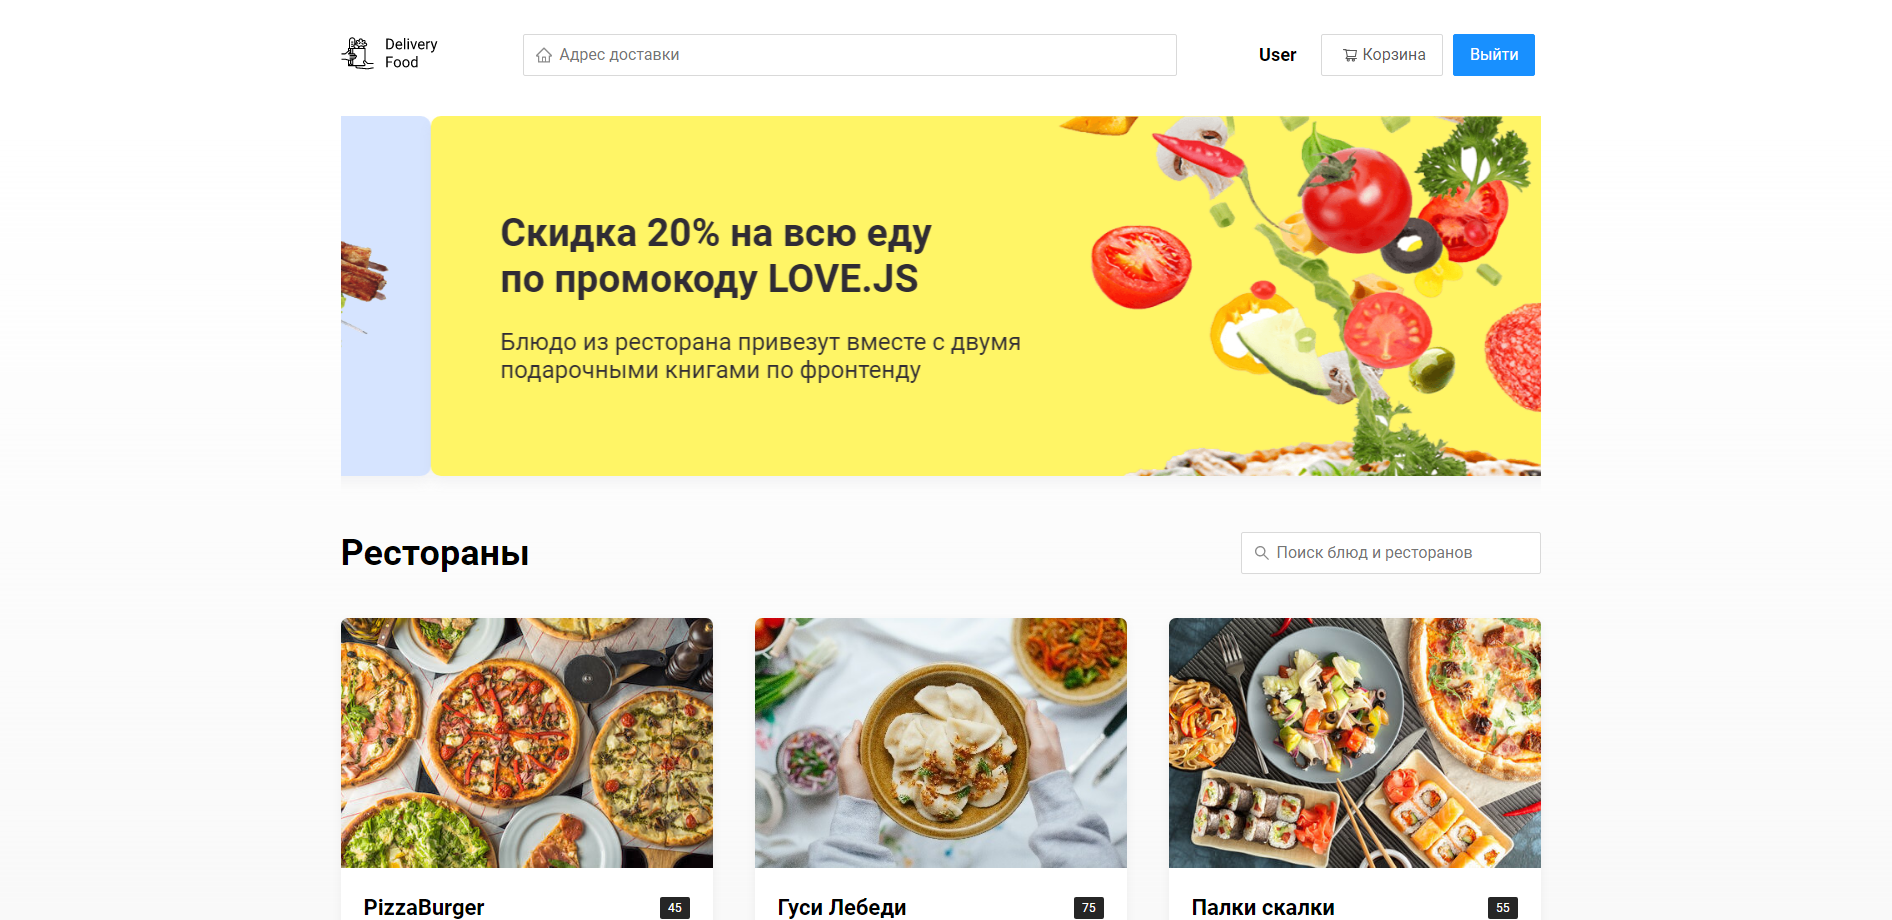 Delivery
Food
Адрес доставки
User
Корзина
Выйти
Скидка 20% на всю еду
по промокоду LOVE.JS
Блюдо из ресторана привезут вместе с двумя
подарочными книгами по фронтенду
Рестораны
Поиск блюд и ресторанов
PizzaBurger
45
Гуси Лебеди
75
Палки скалки
55